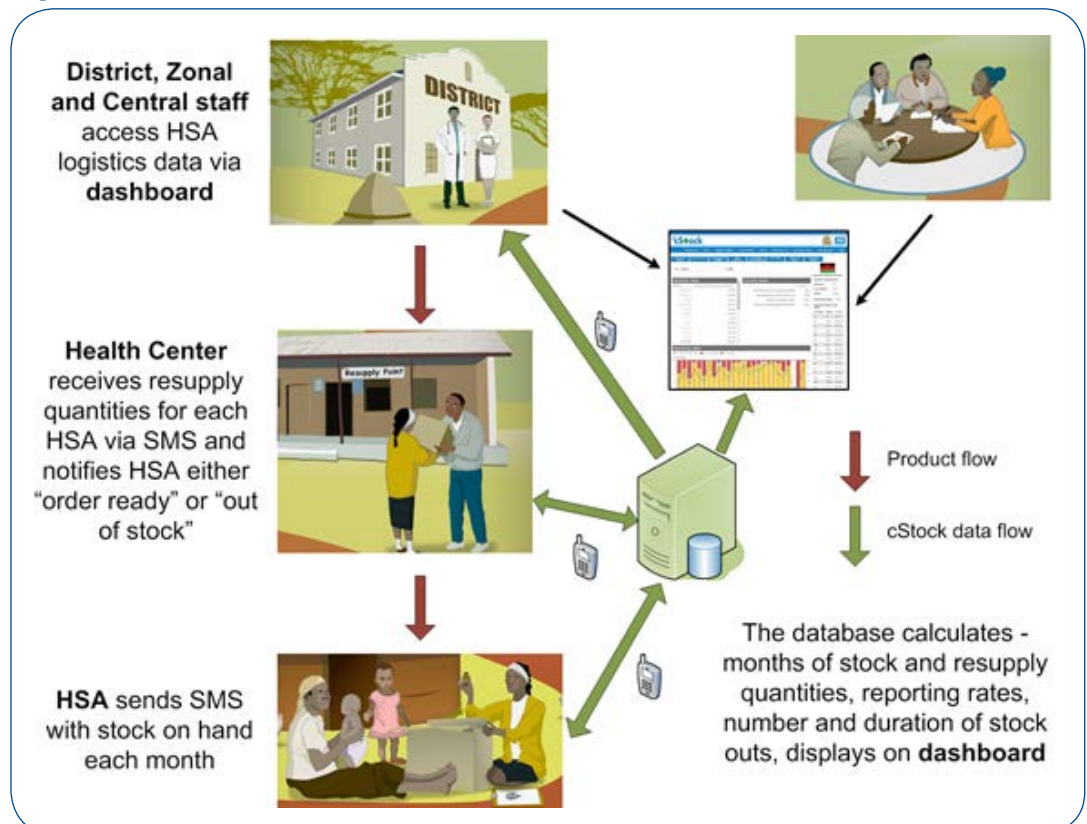 District, Zonal
and Central staff
access HSA
logistics data via
dashboard
DISTRICT
cStock
Health Center
receives resupply
quantities for each
HSA via SMS and
notifies HSA either
“order ready” or “out
of stock”
Resupply Point
Product flow
cStock data flow
HSA sends SMS
with stock on hand
each month
The database calculates -
months of stock and resupply
quantities, reporting rates,
number and duration of stock
outs, displays on dashboard